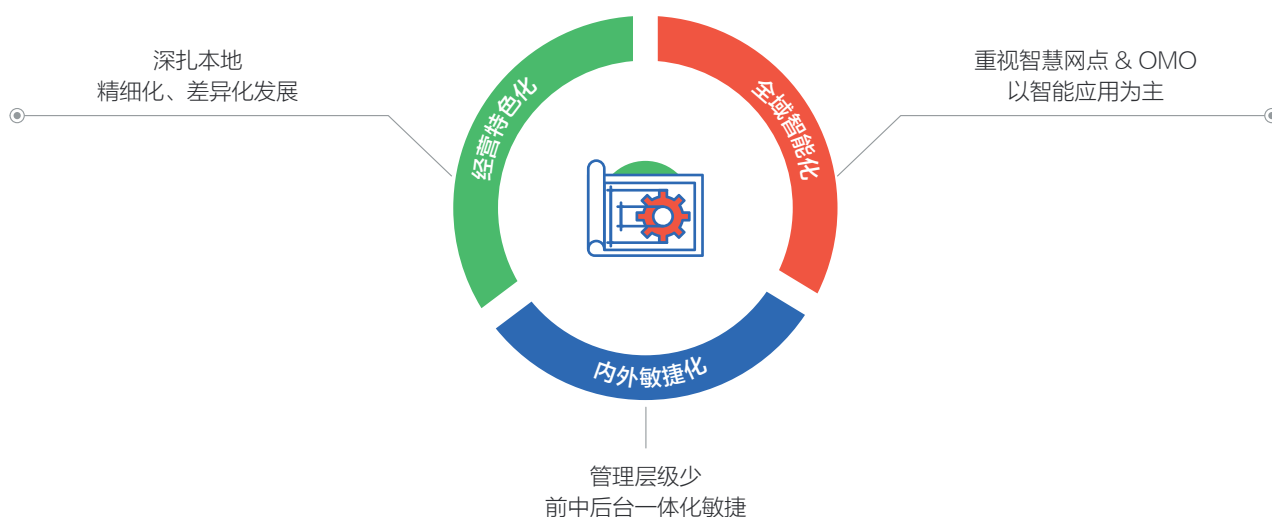 深扎本地
精细化、差异化发展
经营特色化
全域智能化
重视智慧网点 & OMO
以智能应用为主
内外敏捷化
管理层级少
前中后台一体化敏捷